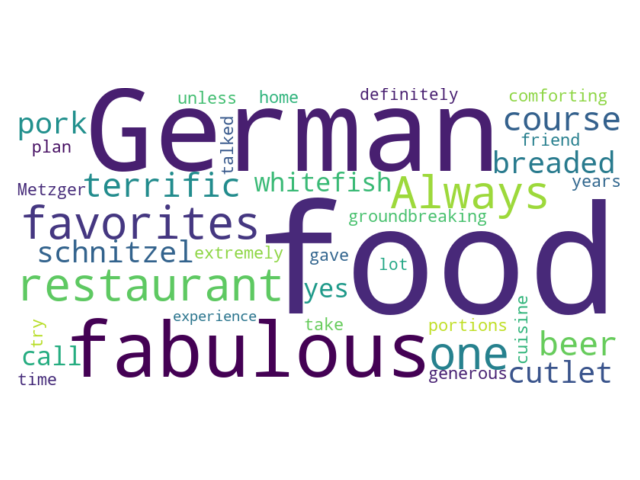 unless home definitely comforting
German
pork course
plan talked friend
breaded
Metzger terrific whitefish Always years
favorites groundbreaking
food
schnitzel extremely gave lot
restaurant yes
experience take portions cuisine
try fabulous one beer
call
time generous cutlet